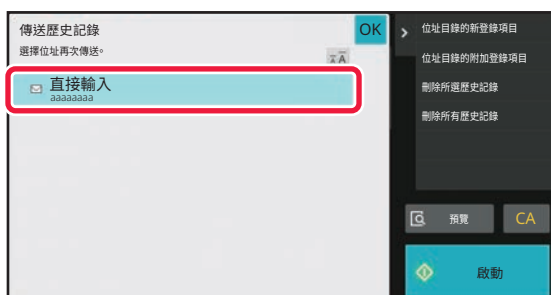 傳送歷史記錄
OK
選擇位址再次傳送。
直接輸入
aaaaaaaa
位址目錄的新登錄項目
位址目錄的附加登錄項目
刪除所選歷史記錄
刪除所有歷史記錄
預覽
CA
啟動